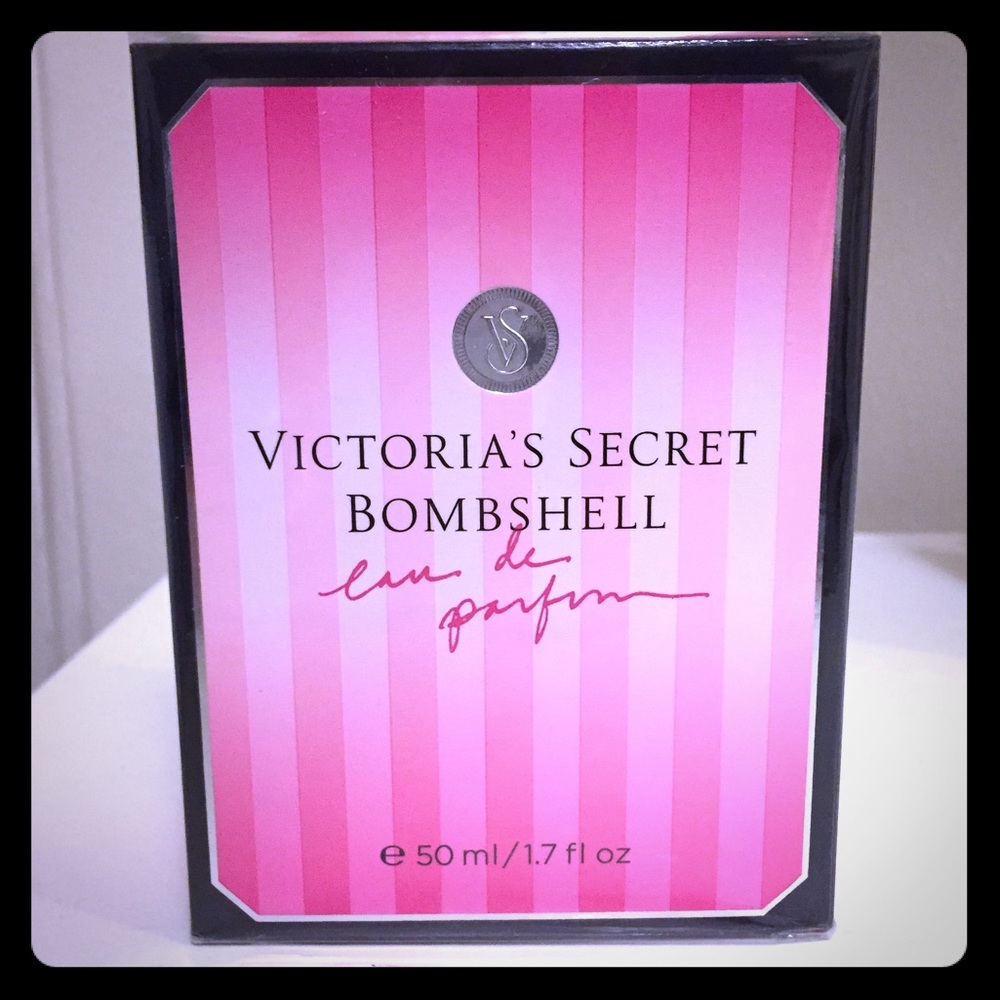 VS
VICTORIA'S SECRET
BOMBSHELL
eau de
parfum
e 50 ml/1.7 fl oz